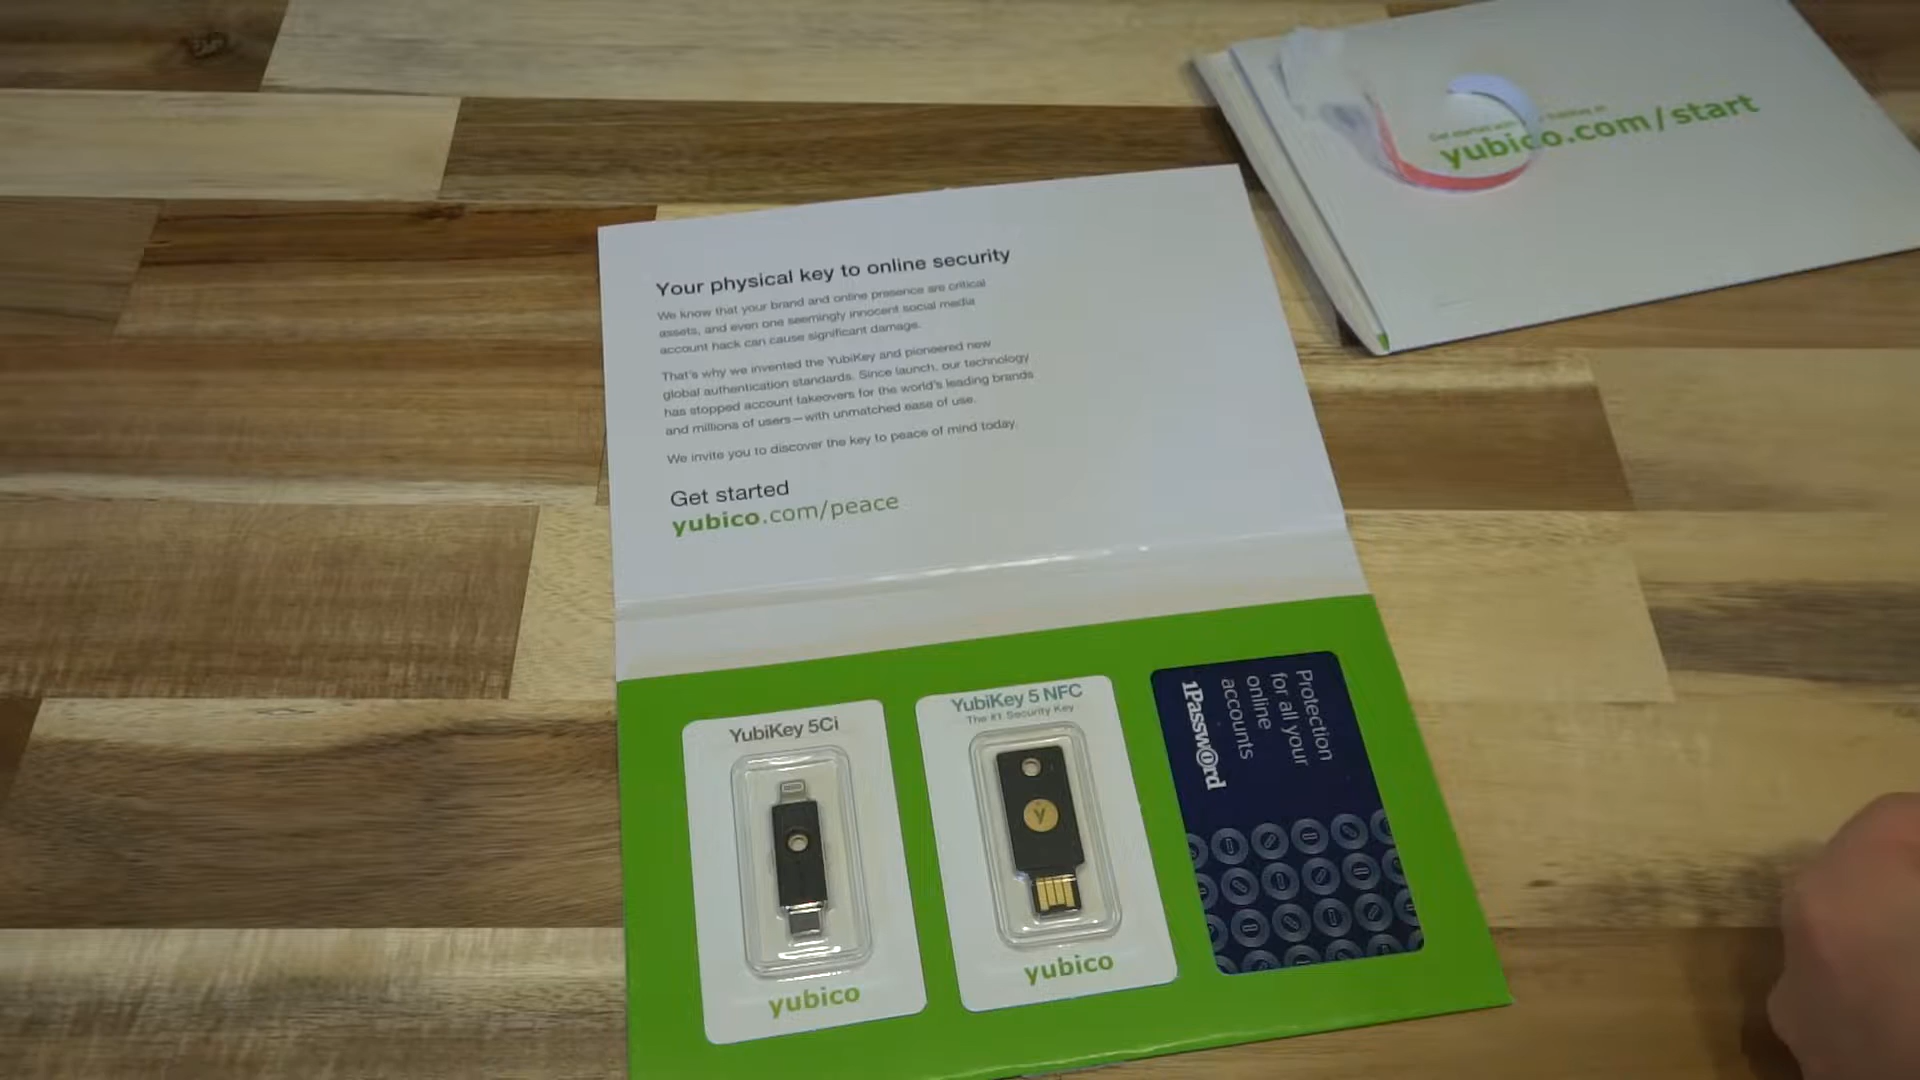 yubico.com/start
Your physical key to online security
We know that your brand and online presence are critical
assets, and even one seemingly innocent social media
account hack can cause significant damage.
That's why we invented the YubiKey and pioneered new
global authentication standards. Since launch, our technology
has stopped account takeovers for the world's leading brands
and millions of users—with unmatched ease of use.
We invite you to discover the key to peace of mind today.
Get started
yubico.com/peace
YubiKey 5Ci
yubico
YubiKey 5 NFC
The #1 Security Key
y
yubico
Protection
for all your
online
accounts
1Password